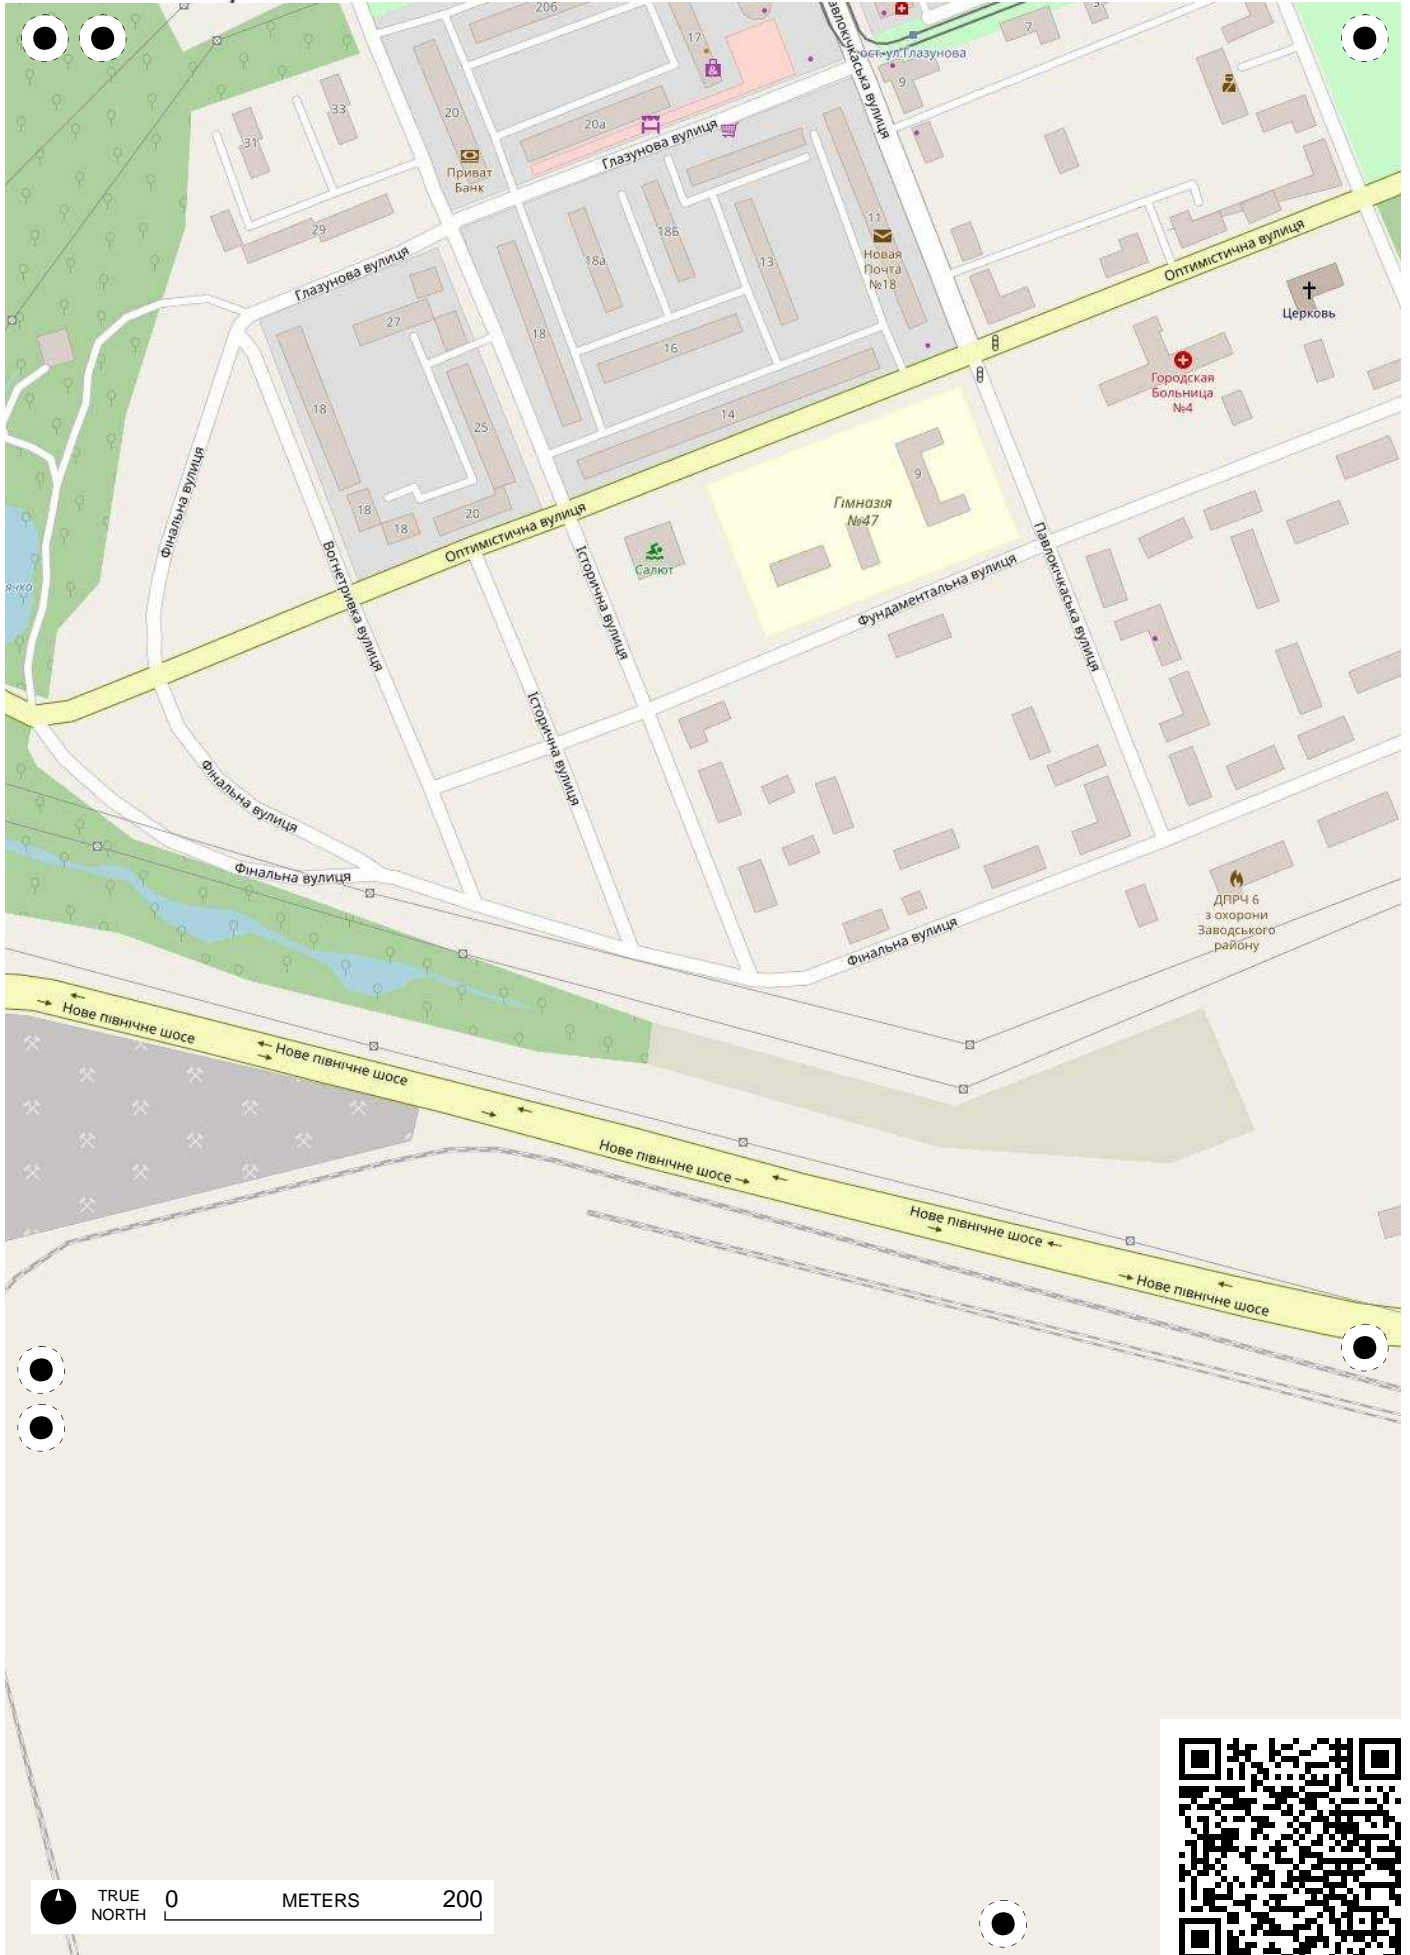 206
17
7
ост. ул.Глазунова
9
20
20а
33
31
Приват
Банк
Глазунова вулиця
авлокічкаська вулиця
29
18Б
11
18а
13
Новая
Почта
№18
Оптимістична вулиця
Глазунова вулиця
27
18
16
Церковь
Городская
Больница
№4
18
14
25
9
Гімназія
№47
18
18
20
Оптимістична вулиця
Фінальна вулиця
Салют
ячка
Вогнетривка вулиця
Історична вулиця
Фундаментальна вулиця
Павлокічкаська вулиця
Історична вулиця
Фінальна вулиця
Фінальна вулиця
Фінальна вулиця
ДПРЧ 6
з охорони
Заводського
району
Нове північне шосе
Нове північне шосе
Нове північне шосе
Нове північне шосе
Нове північне шосе
TRUE
NORTH
0 METERS 200